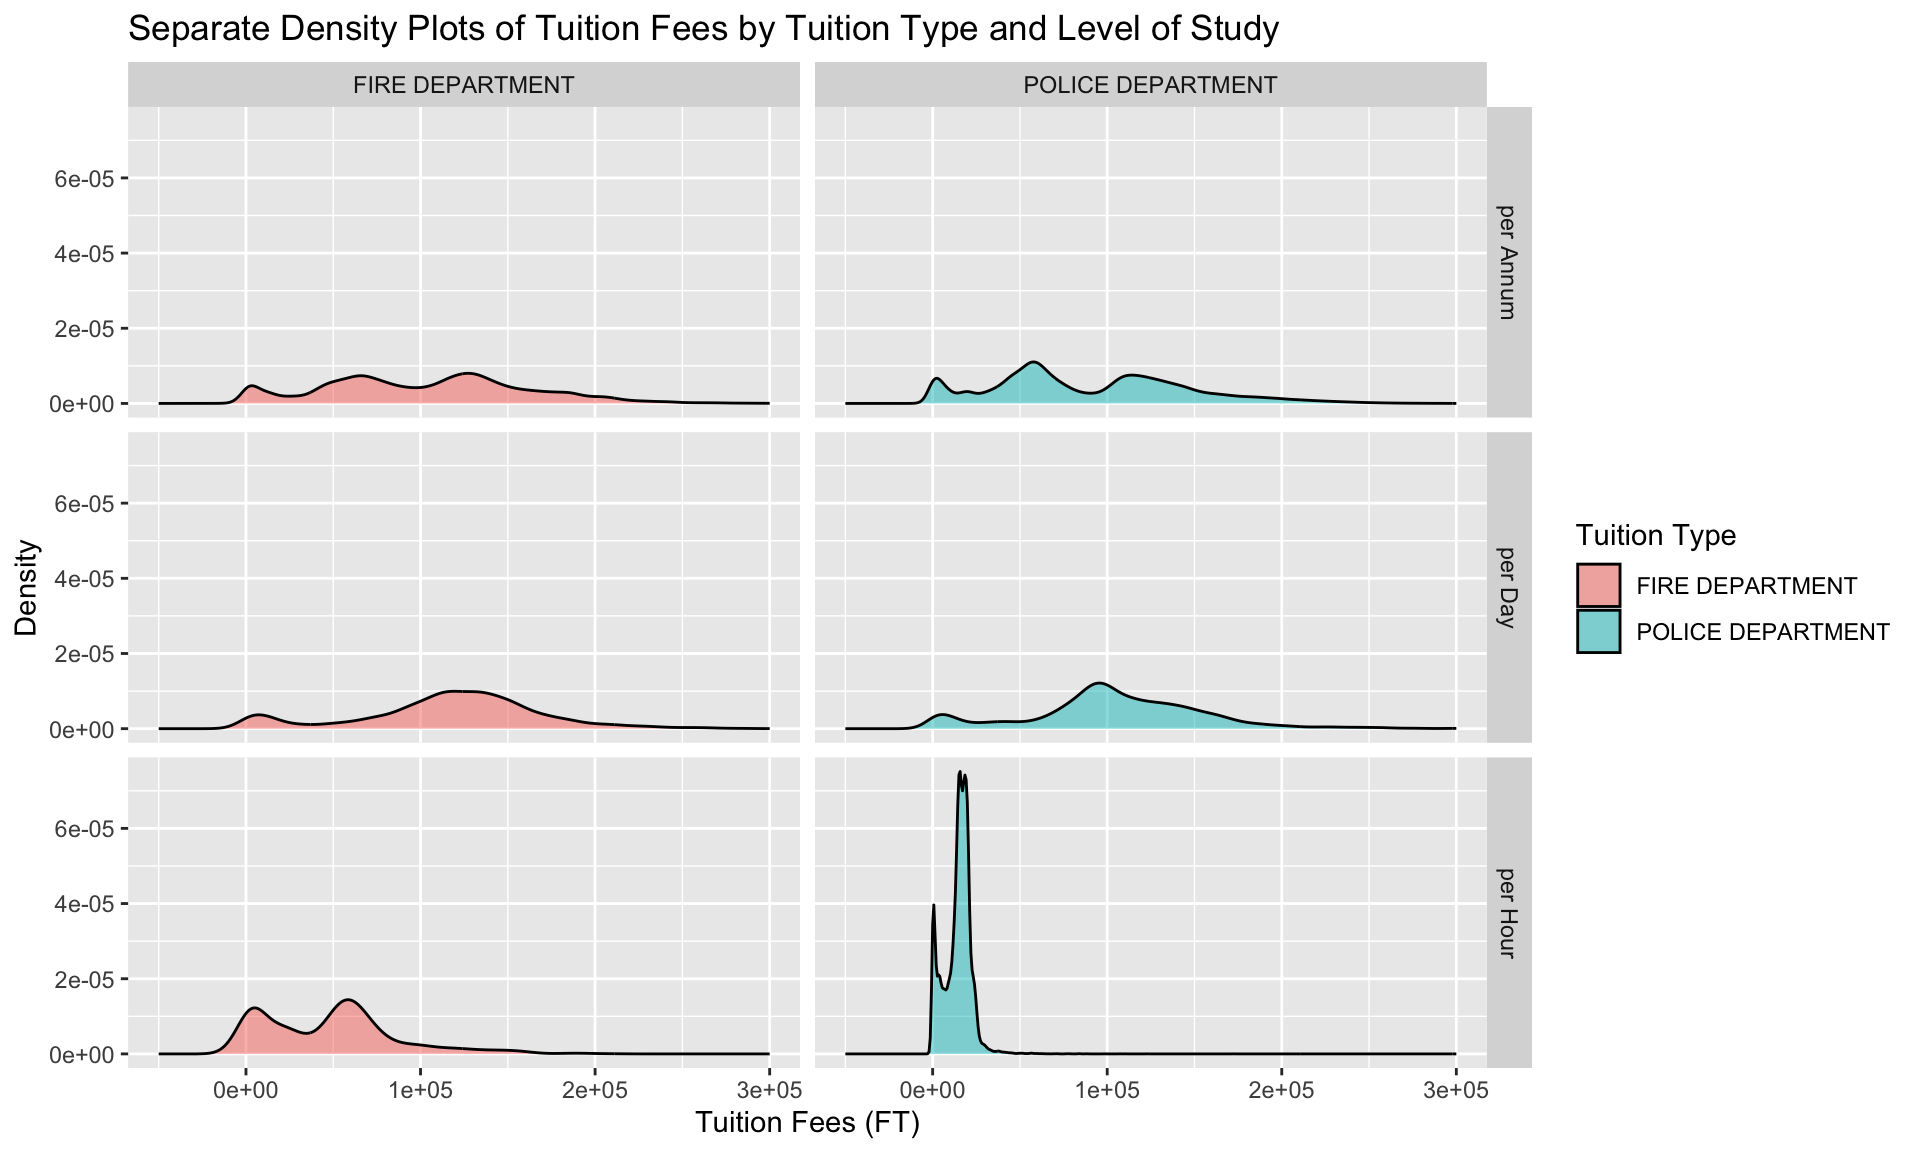 Separate Density Plots of Tuition Fees by Tuition Type and Level of Study
FIRE DEPARTMENT
POLICE DEPARTMENT
6e-05
4e-05
2e-05
0e+00
per Annum
6e-05
4e-05
2e-05
0e+00
per Day
6e-05
4e-05
2e-05
0e+00
per Hour
Density
0e+00
1e+05
2e+05
3e+05
0e+00
1e+05
2e+05
3e+05
Tuition Fees (FT)
Tuition Type
FIRE DEPARTMENT
POLICE DEPARTMENT